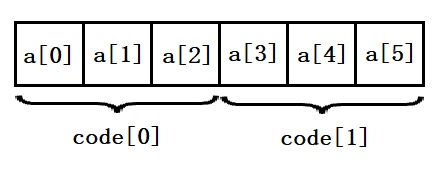 a[0] a[1] a[2] a[3] a[4] a[5]
code[0] code[1]